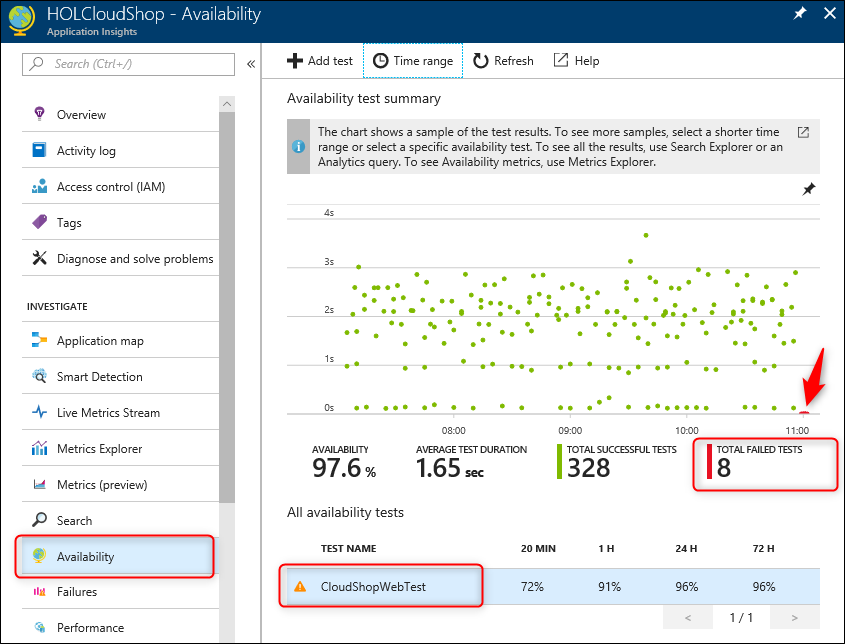 HOLCloudShop - Availability
Application Insights
Search (Ctrl+/)
«
Overview
Activity log
Access control (IAM)
Tags
Diagnose and solve problems
INVESTIGATE
Application map
Smart Detection
Live Metrics Stream
Metrics Explorer
Metrics (preview)
Search
Availability
Failures
Performance
Add test
Time range
Refresh
Help
Availability test summary
The chart shows a sample of the test results. To see more samples, select a shorter time
range or select a specific availability test. To see all the results, use Search Explorer or an
Analytics query. To see Availability metrics, use Metrics Explorer.
4s
3s
2s
1s
0s
08:00 09:00 10:00 11:00
AVAILABILITY
97.6 %
AVERAGE TEST DURATION
1.65 sec
TOTAL SUCCESSFUL TESTS
328
TOTAL FAILED TESTS
8
All availability tests
TEST NAME 20 MIN 1 H 24 H 72 H
CloudShopWebTest 72% 91% 96% 96%
< 1 / 1 >